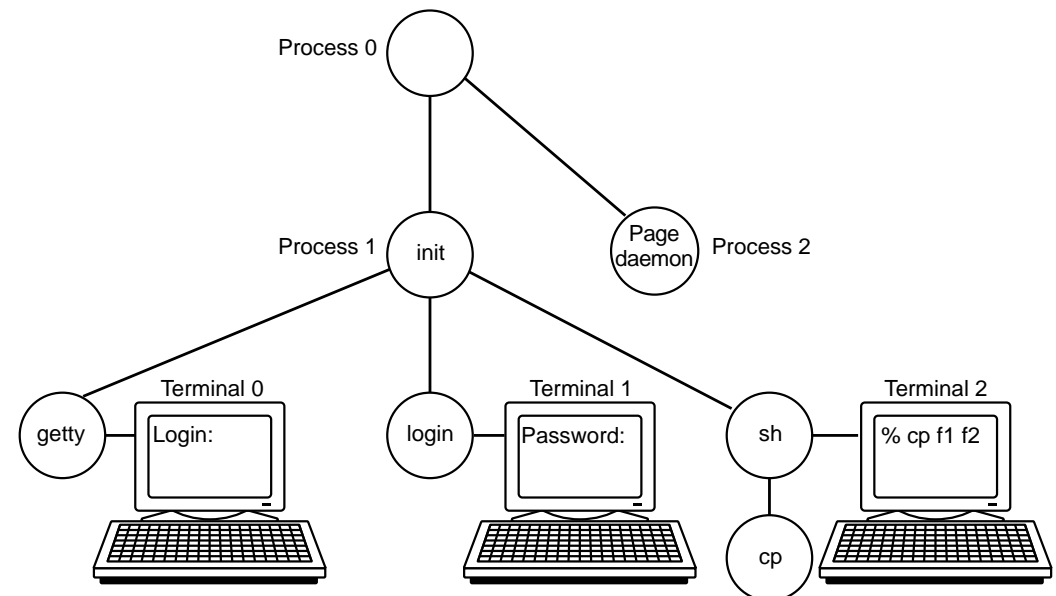 Process 0
Process 1
init
Page
daemon
Process 2
Terminal 0
Terminal 1
Terminal 2
getty
Login:
login
Password:
sh
% cp f1 f2
cp